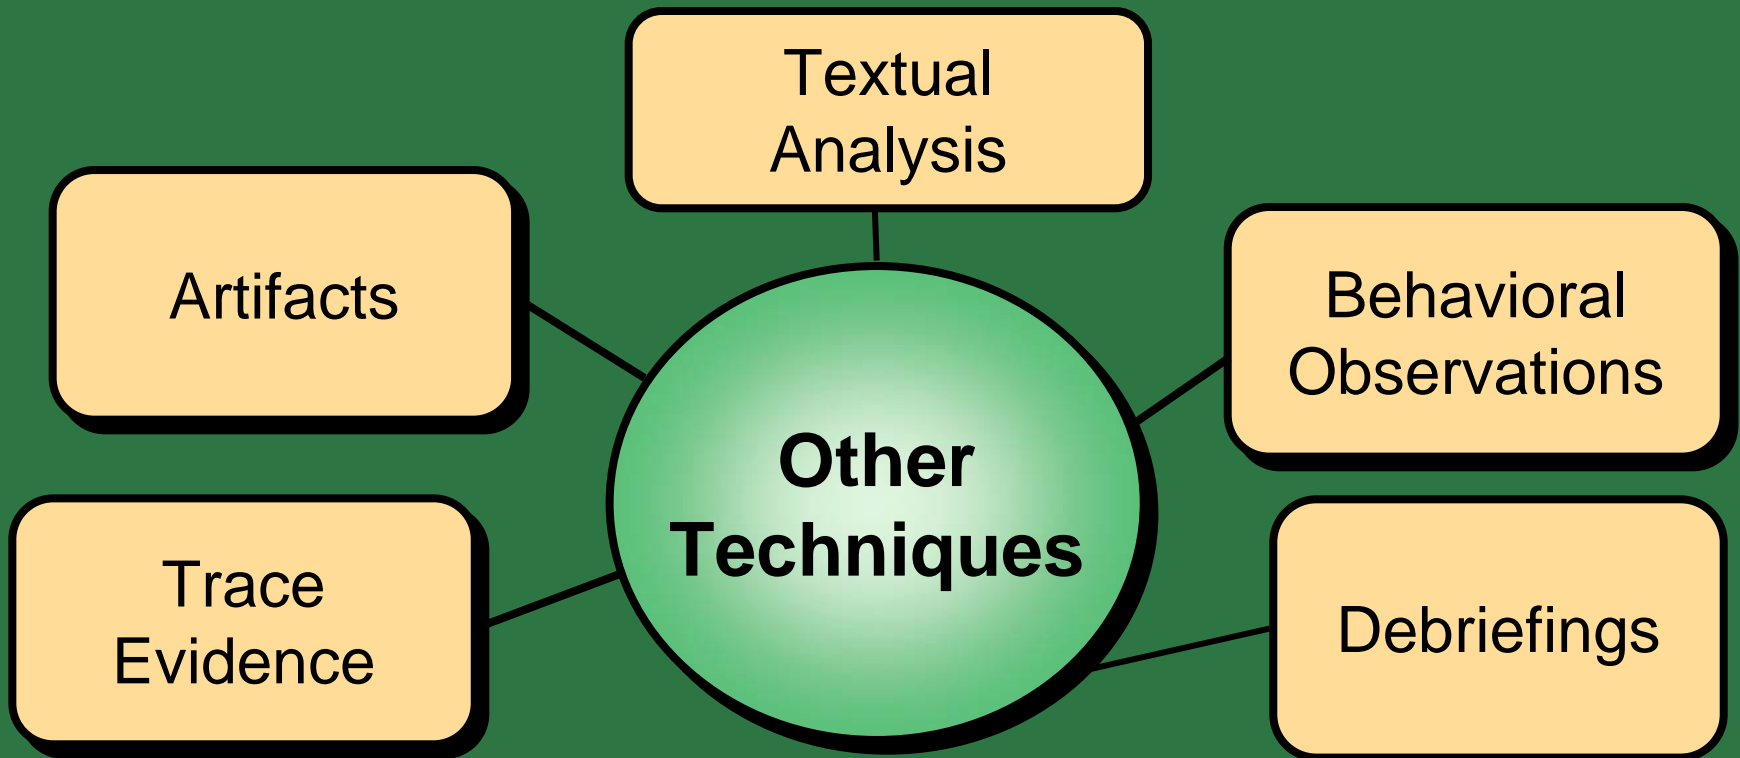 Textual
Analysis
Artifacts
Behavioral
Observations
Other
Techniques
Trace
Evidence
Debriefings